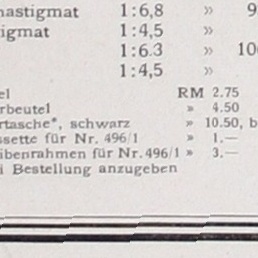 nastigmat 1:6,8 » 9
igmat 1:4,5 »
1:6.3 » 10
1:4,5 »
el RM 2.75
rbeutel » 4.50
rtasche*, schwarz » 10.50, b
ssette für Nr. 496/1 » 1.—
ibenrahmen für Nr. 496/1 » 3.—
i Bestellung anzugeben